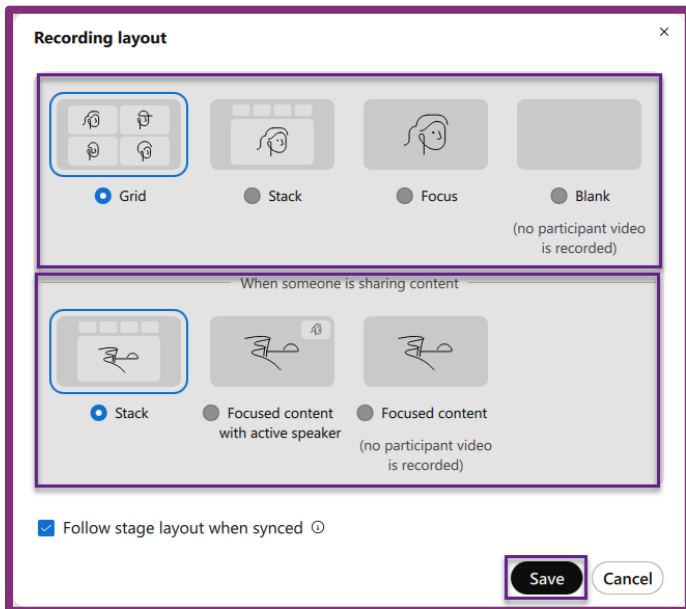 Recording layout
Grid
Stack
Focus
Blank
(no participant video
is recorded)
When someone is sharing content
Stack
Focused content
with active speaker
Focused content
(no participant video
is recorded)
Follow stage layout when synced
Save
Cancel